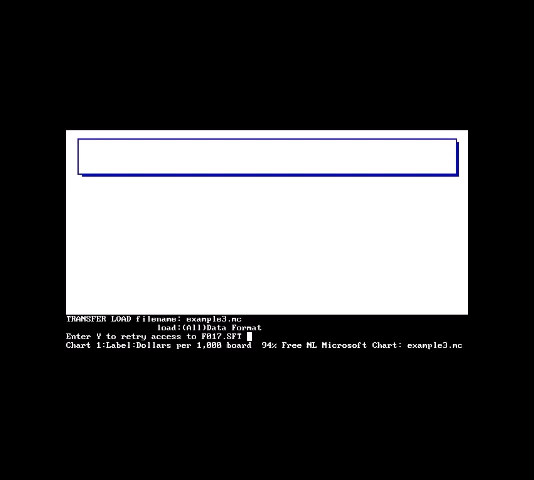 TRANSFER LOAD filename: example3.mc
load:(All)Data Format
Enter Y to retry access to F017.SFT
Chart 1:Label:Dollars per 1,000 board 94% Free NL Microsoft Chart: example3.mc